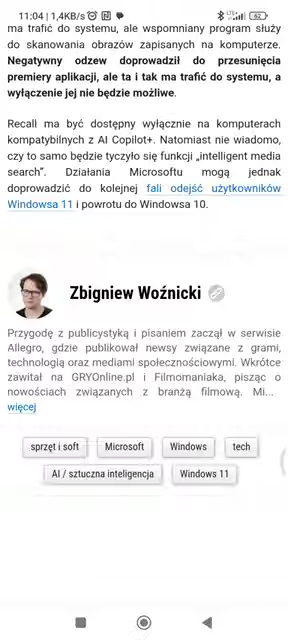 11:04 | 1,4KB/s
62
ma trafić do systemu, ale wspomniany program służy
do skanowania obrazów zapisanych na komputerze.
Negatywny odzew doprowadził do przesunięcia
premiery aplikacji, ale ta i tak ma trafić do systemu, a
wyłączenie jej nie będzie możliwe.
Recall ma być dostępny wyłącznie na komputerach
kompatybilnych z AI Copilot+. Natomiast nie wiadomo,
czy to samo będzie tyczyło się funkcji „intelligent media
search”. Działania Microsoftu mogą jednak
doprowadzić do kolejnej fali odejść użytkowników
Windowsa 11 i powrotu do Windowsa 10.
Zbigniew Woźnicki
Przygodę z publicystyką i pisaniem zaczął w serwisie
Allegro, gdzie publikował newsy związane z grami,
technologią oraz mediami społecznościowymi. Wkrótce
zawitał na GRYOnline.pl i Filmomaniaka, pisząc o
nowościach związanych z branżą filmową. Mi...
więcej
sprzęt i soft Microsoft Windows tech
AI / sztuczna inteligencja Windows 11